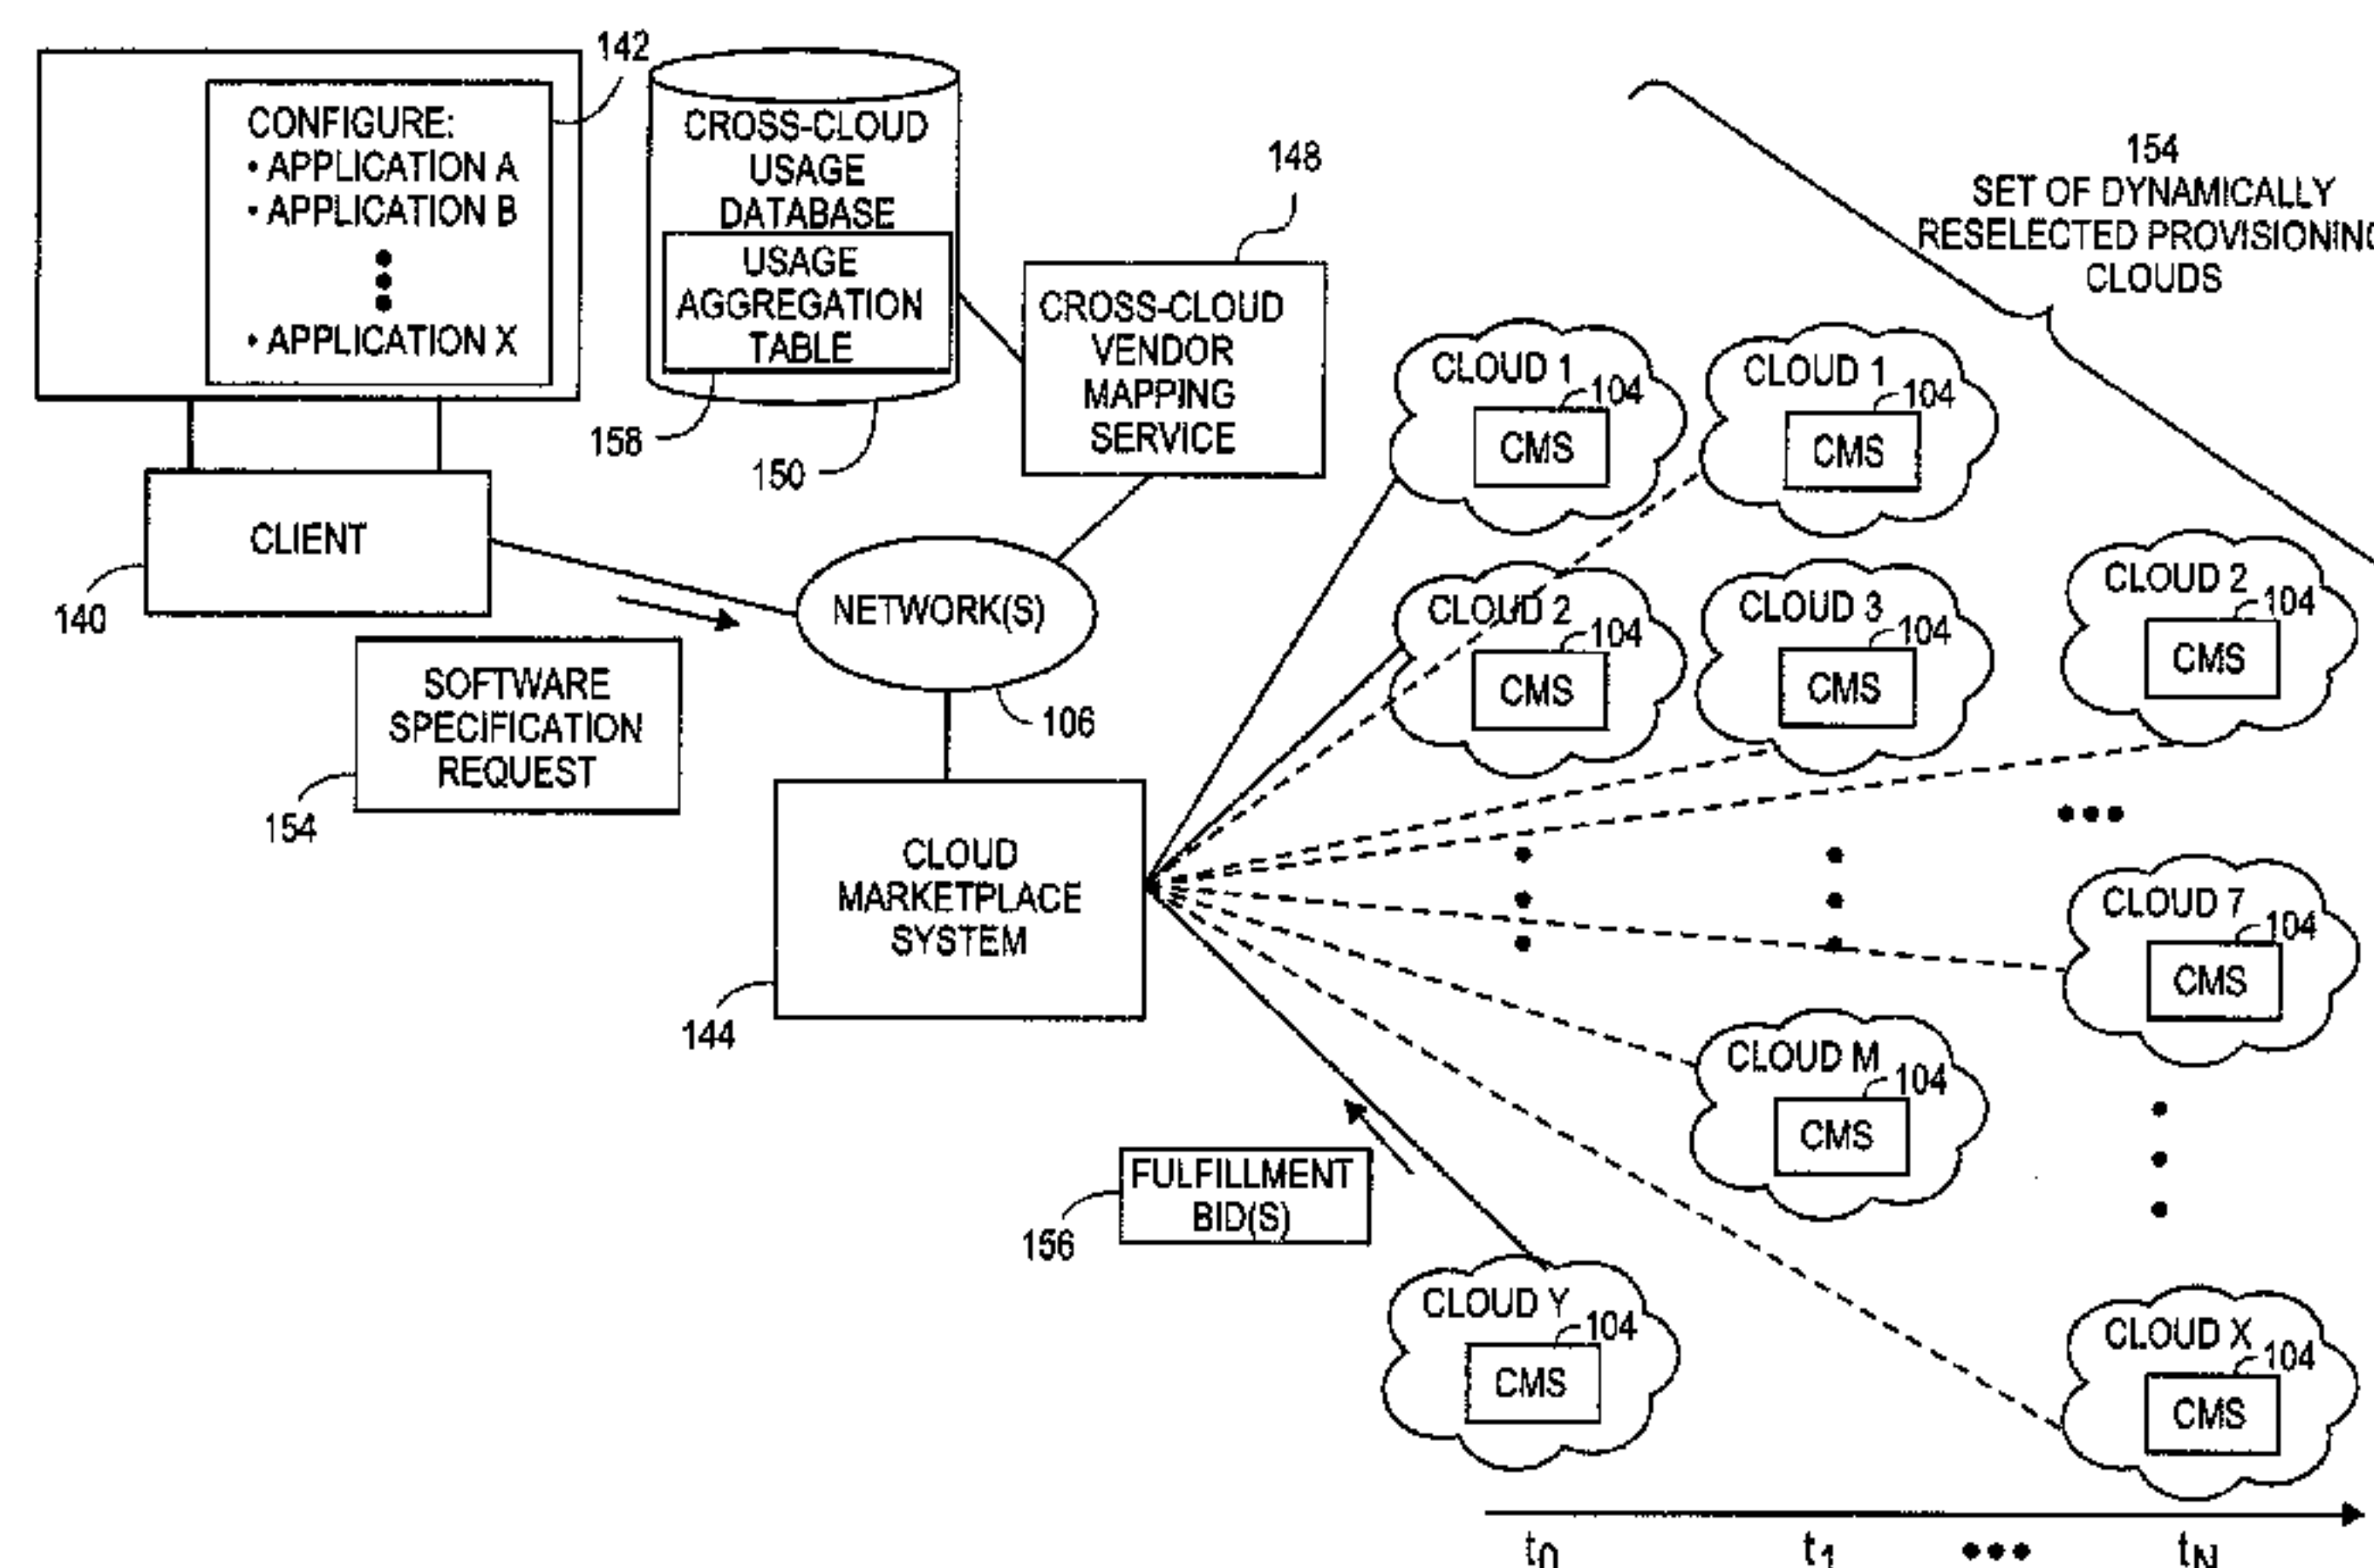 142
CONFIGURE:
• APPLICATION A
• APPLICATION B
• APPLICATION X
CROSS-CLOUD
USAGE
DATABASE
USAGE
AGGREGATION
TABLE
158
150
148
CROSS-CLOUD
VENDOR
MAPPING
SERVICE
154
SET OF DYNAMICALLY
RESELECTED PROVISIONING
CLOUDS
CLIENT
140
NETWORK(S)
106
SOFTWARE
SPECIFICATION
REQUEST
154
CLOUD
MARKETPLACE
SYSTEM
144
FULFILLMENT
BID(S)
156
CLOUD 1
104
CMS
CLOUD 1
104
CMS
CLOUD 2
104
CMS
CLOUD 3
104
CMS
CLOUD 2
104
CMS
CLOUD 7
104
CMS
CLOUD M
104
CMS
CLOUD Y
104
CMS
CLOUD X
104
CMS
t0
t1
tN